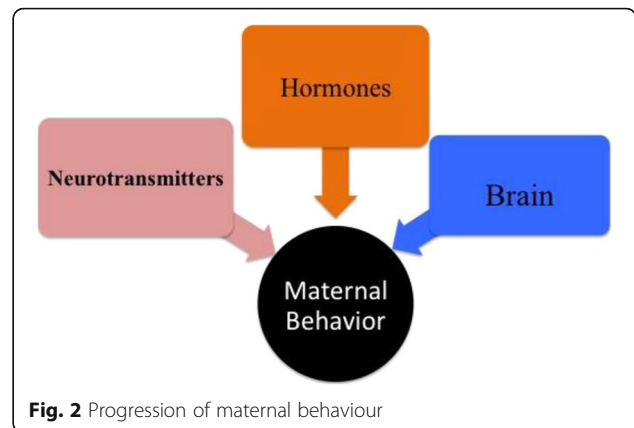 Hormones
Neurotransmitters
Brain
Maternal
Behavior
Fig. 2 Progression of maternal behaviour